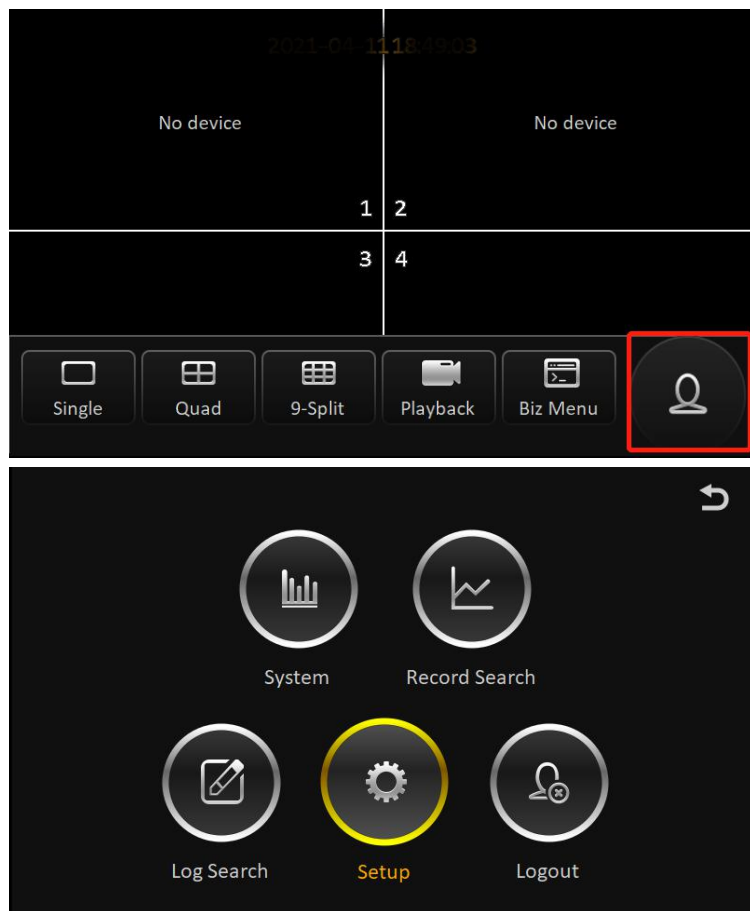 2021-04-11 18:49:03
No device
No device
1
2
3
4
Single
Quad
9-Split
Playback
Biz Menu
System
Record Search
Log Search
Setup
Logout